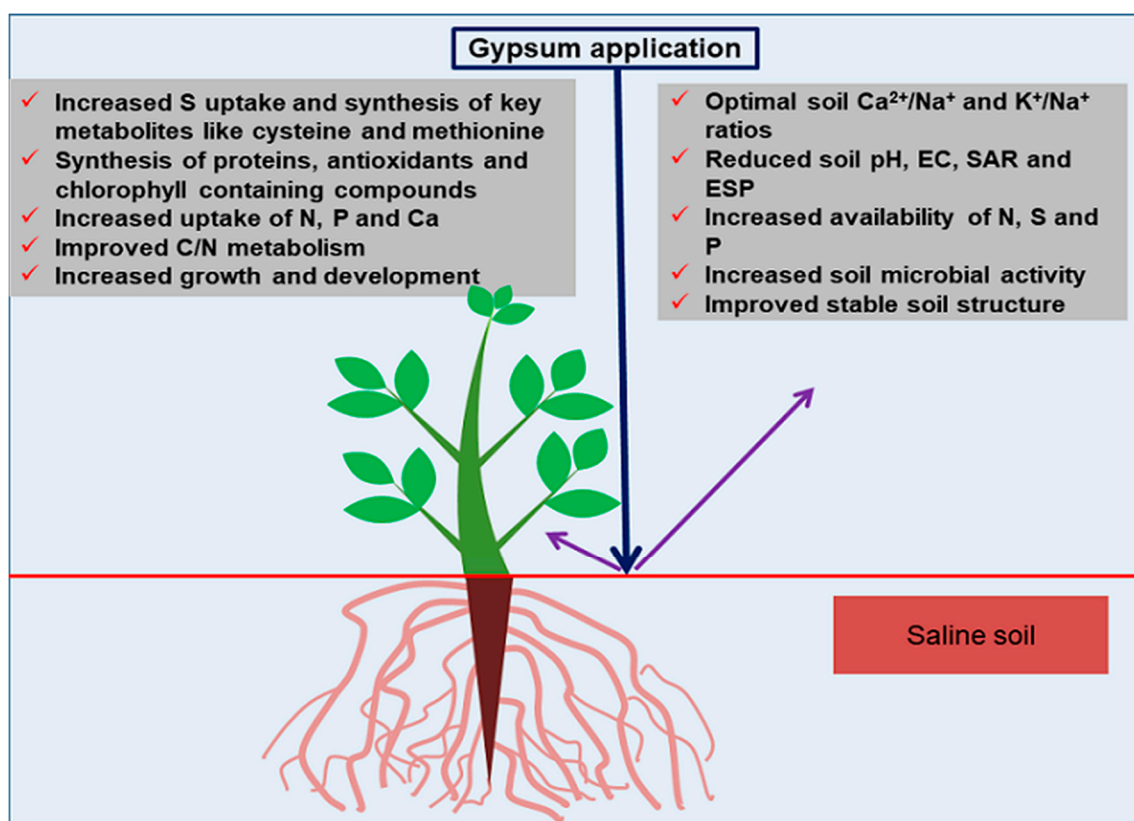 Gypsum application
✓ Increased S uptake and synthesis of key
metabolites like cysteine and methionine
✓ Synthesis of proteins, antioxidants and
chlorophyll containing compounds
✓ Increased uptake of N, P and Ca
✓ Improved C/N metabolism
✓ Increased growth and development
✓ Optimal soil Ca²⁺/Na⁺ and K⁺/Na⁺
ratios
✓ Reduced soil pH, EC, SAR and
ESP
✓ Increased availability of N, S and
P
✓ Increased soil microbial activity
✓ Improved stable soil structure
Saline soil